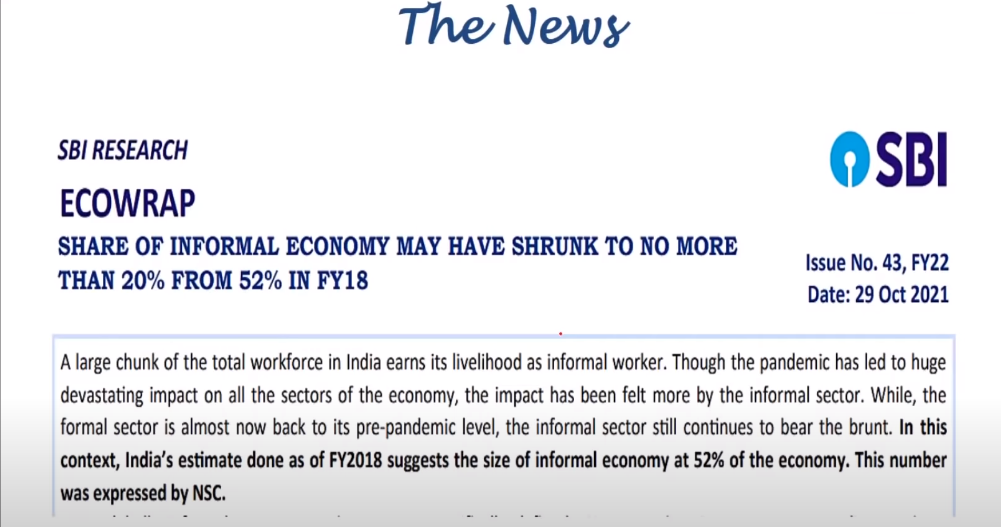 The News
SBI RESEARCH
SBI
ECOWRAP
SHARE OF INFORMAL ECONOMY MAY HAVE SHRUNK TO NO MORE
THAN 20% FROM 52% IN FY18
Issue No. 43, FY22
Date: 29 Oct 2021
A large chunk of the total workforce in India earns its livelihood as informal worker. Though the pandemic has led to huge
devastating impact on all the sectors of the economy, the impact has been felt more by the informal sector. While, the
formal sector is almost now back to its pre-pandemic level, the informal sector still continues to bear the brunt. In this
context, India's estimate done as of FY2018 suggests the size of informal economy at 52% of the economy. This number
was expressed by NSC.